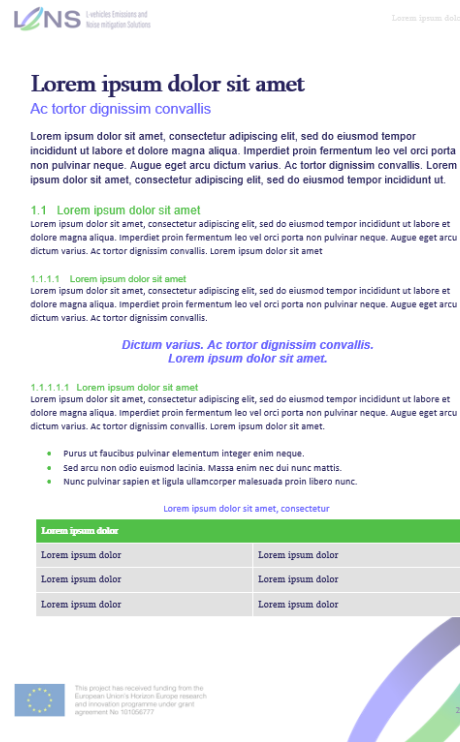 LENS L-vehicles Emissions and
Noise mitigation Solutions
Lorem ipsum dolo
Lorem ipsum dolor sit amet
Ac tortor dignissim convallis
Lorem ipsum dolor sit amet, consectetur adipiscing elit, sed do eiusmod tempor
incididunt ut labore et dolore magna aliqua. Imperdiet proin fermentum leo vel orci porta
non pulvinar neque. Augue eget arcu dictum varius. Ac tortor dignissim convallis. Lorem
ipsum dolor sit amet, consectetur adipiscing elit, sed do eiusmod tempor incididunt ut.
1.1 Lorem ipsum dolor sit amet
Lorem ipsum dolor sit amet, consectetur adipiscing elit, sed do eiusmod tempor incididunt ut labore et
dolore magna aliqua. Imperdiet proin fermentum leo vel orci porta non pulvinar neque. Augue eget arcu
dictum varius. Ac tortor dignissim convallis. Lorem ipsum dolor sit amet
1.1.1.1 Lorem ipsum dolor sit amet
Lorem ipsum dolor sit amet, consectetur adipiscing elit, sed do eiusmod tempor incididunt ut labore et
dolore magna aliqua. Imperdiet proin fermentum leo vel orci porta non pulvinar neque. Augue eget arcu
dictum varius. Ac tortor dignissim convallis.
Dictum varius. Ac tortor dignissim convallis.
Lorem ipsum dolor sit amet.
1.1.1.1.1 Lorem ipsum dolor sit amet
Lorem ipsum dolor sit amet, consectetur adipiscing elit, sed do eiusmod tempor incididunt ut labore et
dolore magna aliqua. Imperdiet proin fermentum leo vel orci porta non pulvinar neque. Augue eget arcu
dictum varius. Ac tortor dignissim convallis. Lorem ipsum dolor sit amet.
• Purus ut faucibus pulvinar elementum integer enim neque.
• Sed arcu non odio euismod lacinia. Massa enim nec dui nunc mattis.
• Nunc pulvinar sapien et ligula ullamcorper malesuada proin libero nunc.
Lorem ipsum dolor sit amet, consectetur
Lorem ipsum dolor
Lorem ipsum dolor Lorem ipsum dolor
Lorem ipsum dolor Lorem ipsum dolor
Lorem ipsum dolor Lorem ipsum dolor
This project has received funding from the
European Union's Horizon Europe research
and innovation programme under grant
agreement No 101056777
2